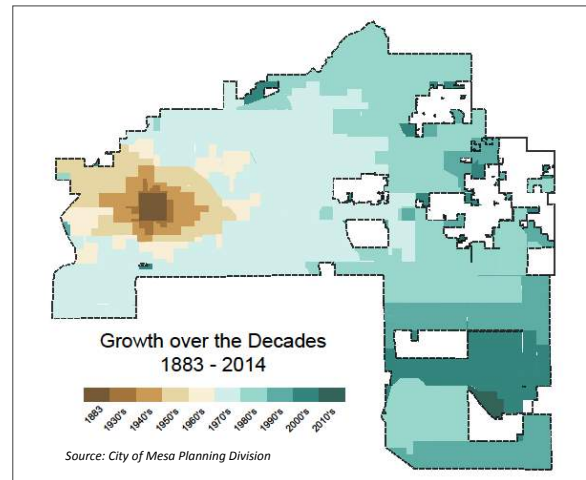 Growth over the Decades
1883 - 2014
1883
1930's
1940's
1950's
1960's
1970's
1980's
1990's
2000's
2010's
Source: City of Mesa Planning Division